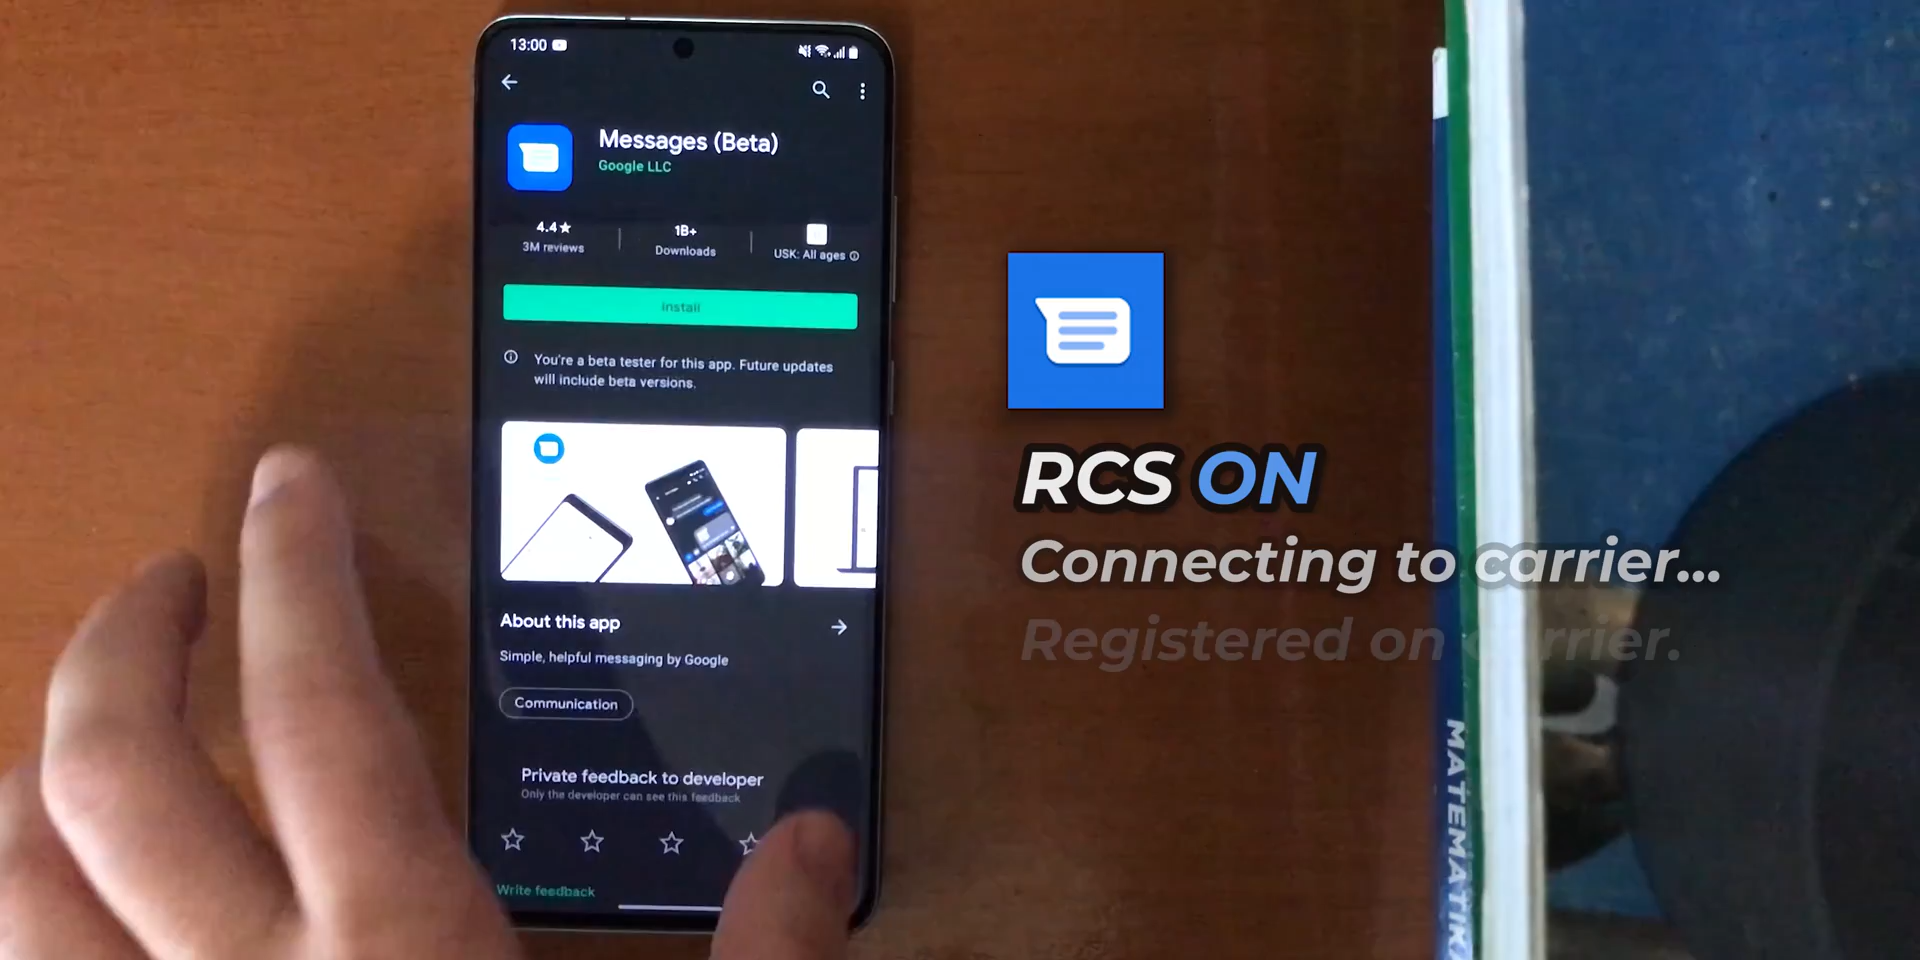 13:00
Messages (Beta)
Google LLC
4.4★
3M reviews
1B+
Downloads
USK: All ages
Install
You're a beta tester for this app. Future updates
will include beta versions.
About this app
Simple, helpful messaging by Google
Communication
Private feedback to developer
Only the developer can see this feedback
Write feedback
RCS ON
Connecting to carrier...
Registered on carrier.
MATEMATIK